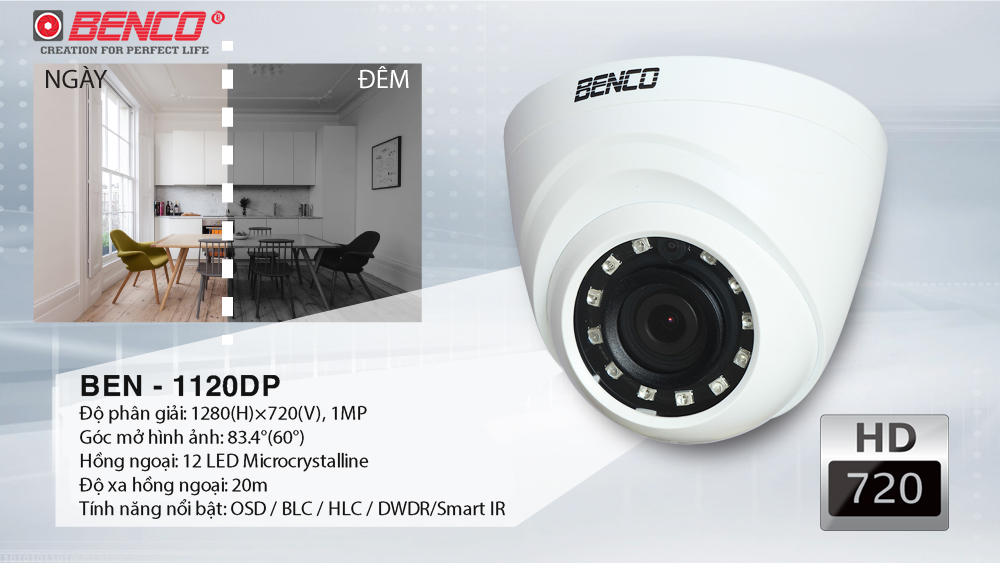 BENCO®
CREATION FOR PERFECT LIFE
NGÀY
ĐÊM
BENCO
BEN - 1120DP
Độ phân giải: 1280(H)×720(V), 1MP
Góc mở hình ảnh: 83.4°(60°)
Hồng ngoại: 12 LED Microcrystalline
Độ xa hồng ngoại: 20m
Tính năng nổi bật: OSD / BLC / HLC / DWDR/Smart IR
HD
720